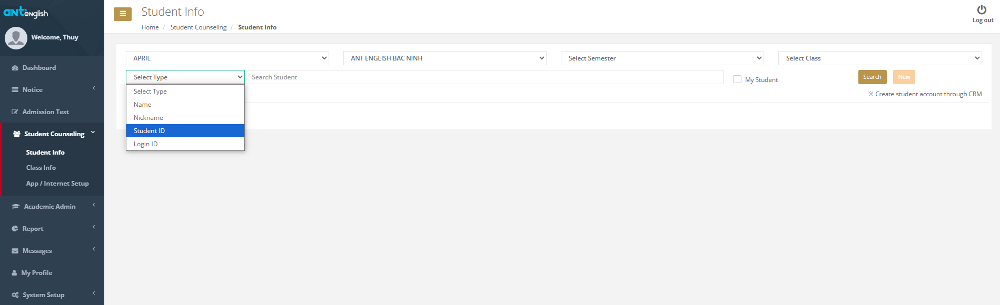 ANT english
Welcome, Thuy
Dashboard
Notice
Admission Test
Student Counseling
Student Info
Class Info
App / Internet Setup
Academic Admin
Report
Messages
My Profile
System Setup
Student Info
Home / Student Counseling / Student Info
Log out
APRIL
ANT ENGLISH BAC NINH
Select Semester
Select Class
Select Type
Search Student
My Student
Search
New
※ Create student account through CRM
Select Type
Name
Nickname
Student ID
Login ID